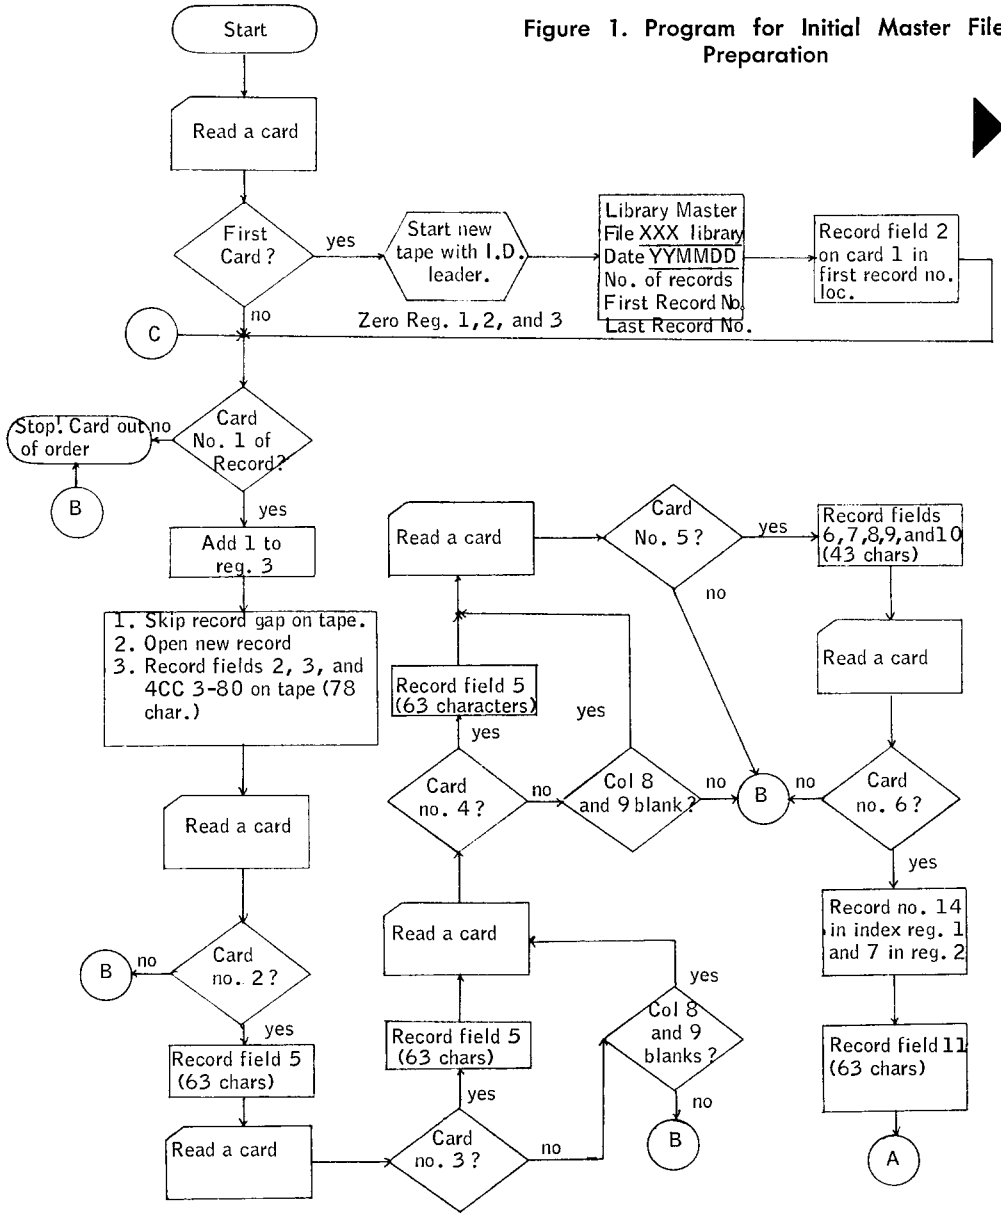 Figure 1. Program for Initial Master File
Preparation
Start
Read a card
First
Card?
yes
no
Start new
tape with I.D.
leader.
Library Master
File XXX library
Date YYMMDD
No. of records
First Record No.
Last Record No.
Record field 2
on card 1 in
first record no.
loc.
Zero Reg. 1,2, and 3
C
Card
No. 1 of
Record?
no
Stop! Card out
of order
B
yes
Add 1 to
reg. 3
1. Skip record gap on tape.
2. Open new record
3. Record fields 2, 3, and
4CC 3-80 on tape (78
char.)
Read a card
Card
no. 2?
no
B
yes
Record field 5
(63 chars)
Read a card
Card
no. 3?
yes
no
Record field 5
(63 chars)
Col 8
and 9
blanks?
yes
no
B
Read a card
Card
no. 4?
yes
no
Record field 5
(63 characters)
Col 8
and 9 blank?
yes
no
B
Read a card
Card
No. 5?
yes
no
Record fields
6,7,8,9, and 10
(43 chars)
Read a card
Card
no. 6?
no
yes
Record no. 14
in index reg. 1
and 7 in reg. 2
Record field 11
(63 chars)
A